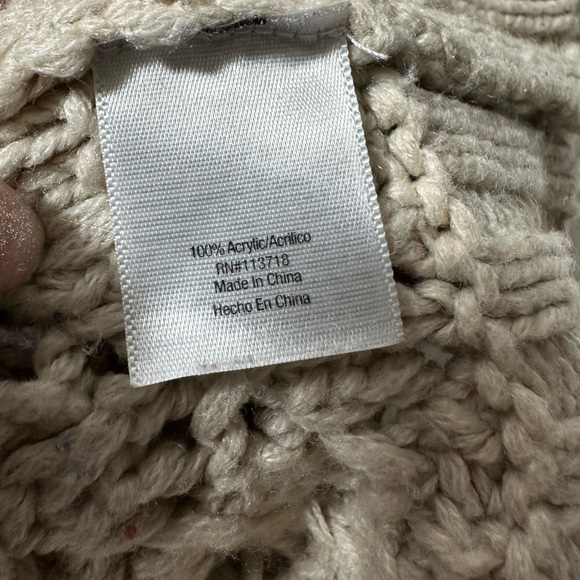 100% Acrylic/Acrilico
RN#113718
Made In China
Hecho En China